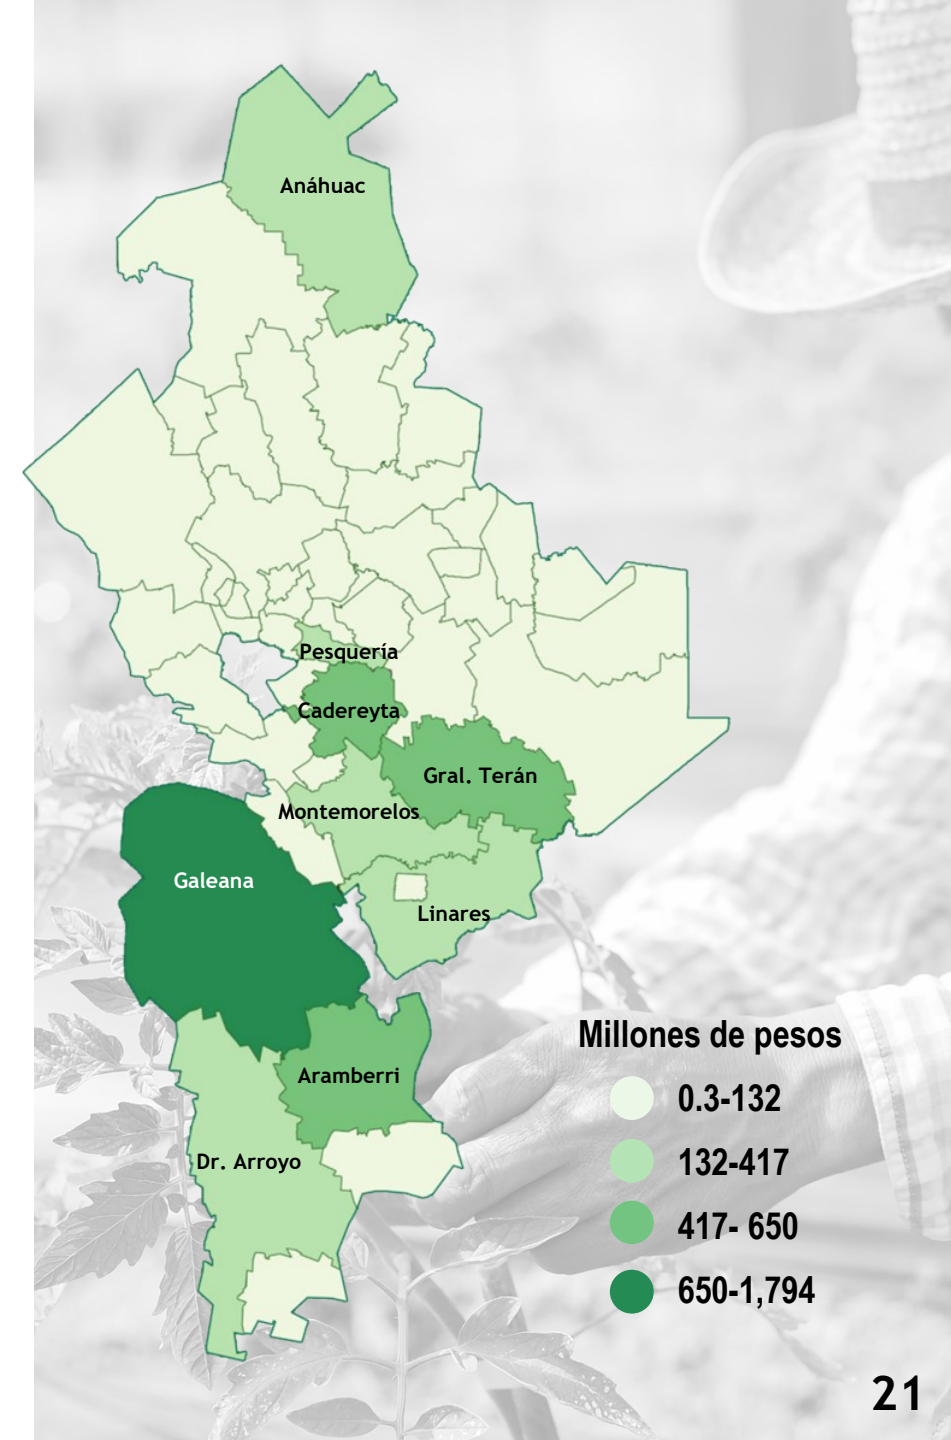 Anáhuac
Pesquería
Cadereyta
Gral. Terán
Montemorelos
Galeana
Linares
Aramberri
Dr. Arroyo
Millones de pesos
0.3-132
132-417
417- 650
650-1,794
21